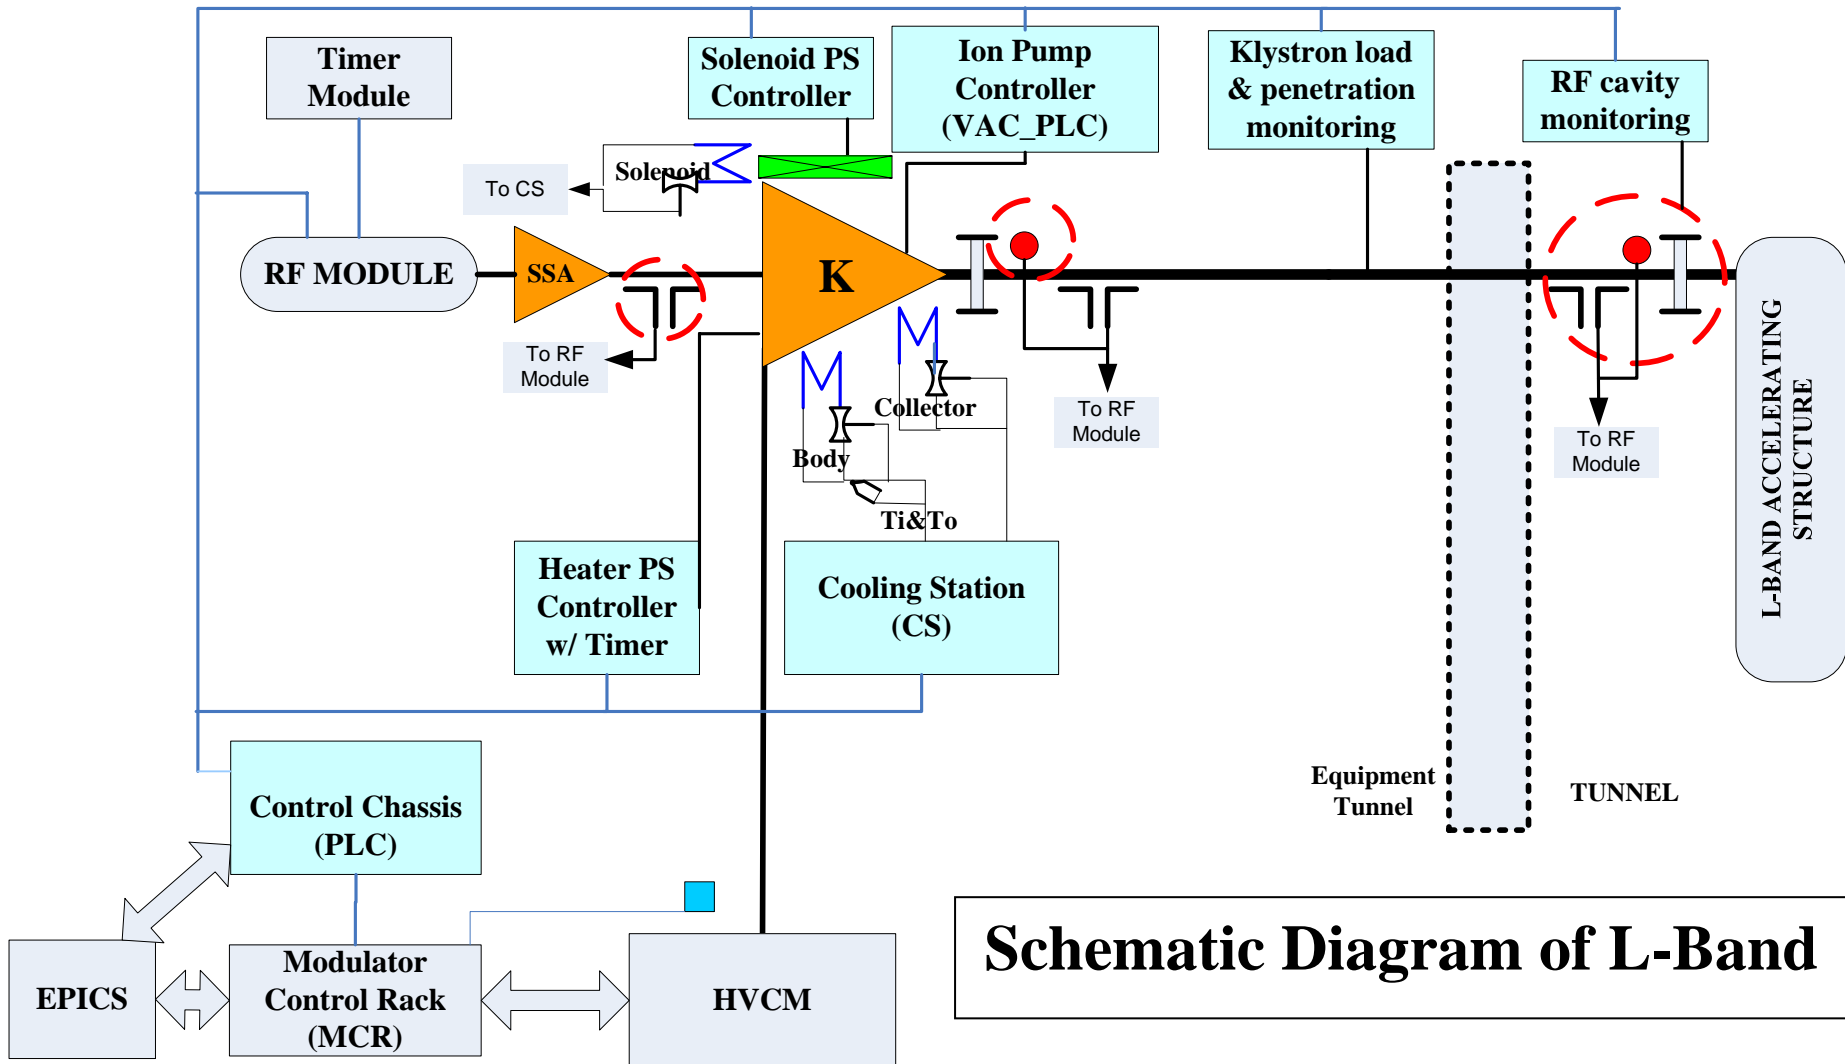 Timer
Module
Solenoid PS
Controller
Ion Pump
Controller
(VAC_PLC)
Klystron load
& penetration
monitoring
RF cavity
monitoring
Solenoid
To CS
RF MODULE
SSA
K
To RF
Module
Collector
To RF
Module
To RF
Module
Body
Ti&To
L-BAND ACCELERATING
STRUCTURE
Heater PS
Controller
w/ Timer
Cooling Station
(CS)
Equipment
Tunnel
TUNNEL
Control Chassis
(PLC)
EPICS
Modulator
Control Rack
(MCR)
HVCM
Schematic Diagram of L-Band